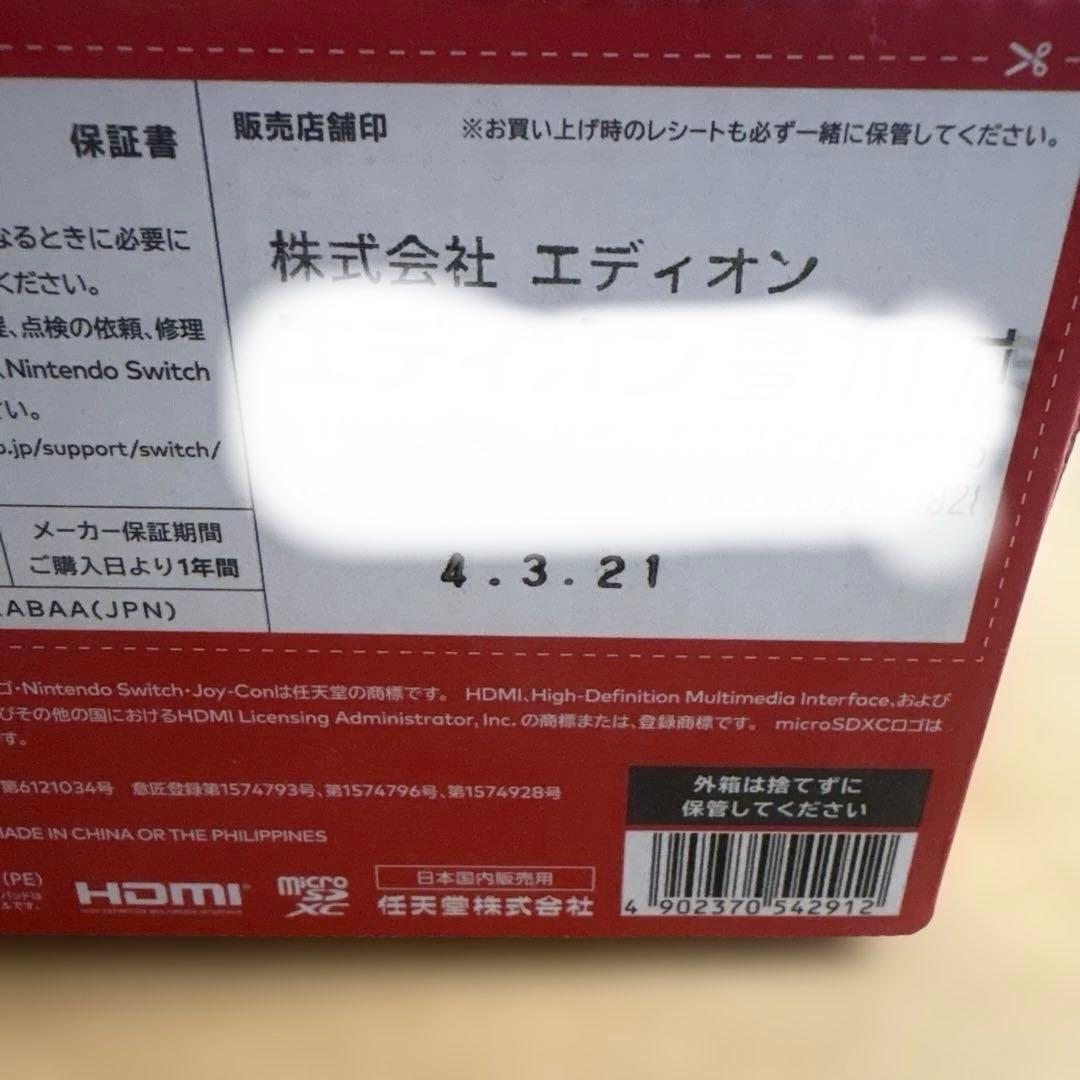 保証書
なるときに必要に
ください。
、点検の依頼、修理
、Nintendo Switch
い。
.jp/support/switch/
メーカー保証期間
ご購入日より1年間
ABAA(JPN)
販売店舗印
※お買い上げ時のレシートも必ず一緒に保管してください。
株式会社 エディオン
4.3.21
ゴ・Nintendo Switch・Joy-Conは任天堂の商標です。 HDMI、High-Definition Multimedia Interface、および
びその他の国におけるHDMI Licensing Administrator, Inc. の商標または、登録商標です。 microSDXCロゴは
す。
第6121034号 意匠登録第1574793号、第1574796号、第1574928号
MADE IN CHINA OR THE PHILIPPINES
(PE)
HDMI
micro SD XC
日本国内販売用
任天堂株式会社
外箱は捨てずに
保管してください
4 902370 542912